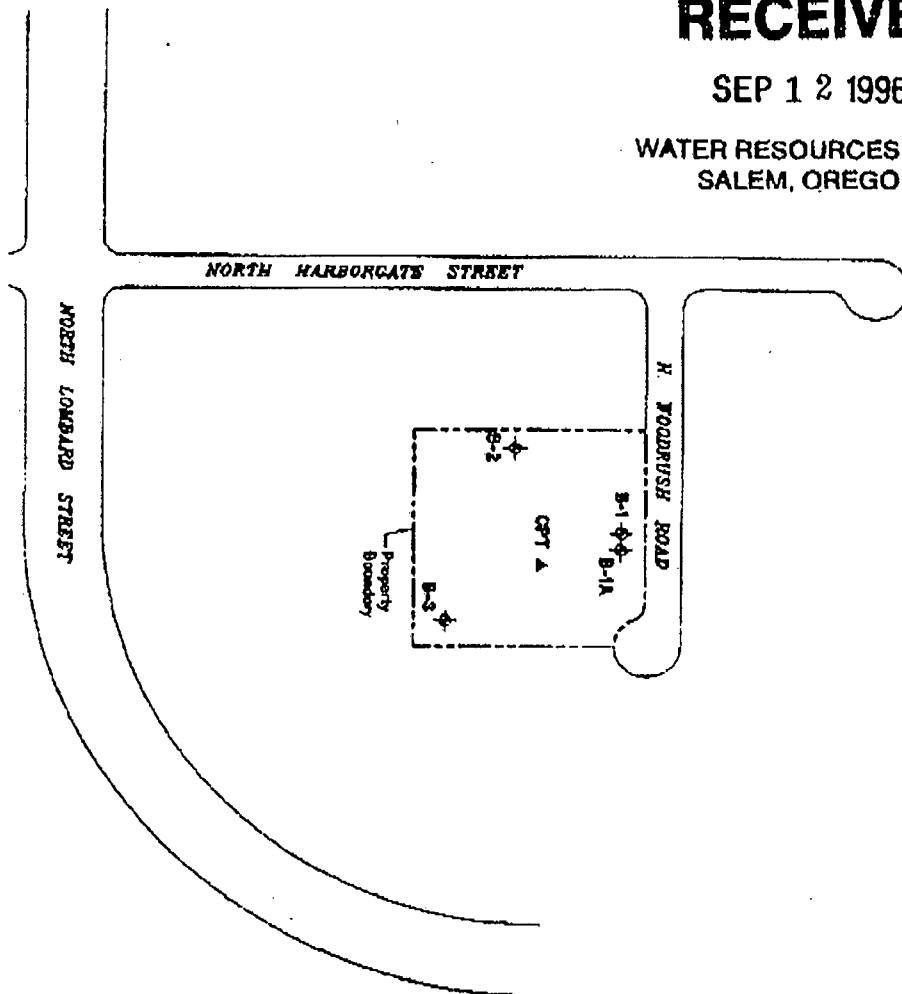 RECEIVE
SEP 1 2 1996
WATER RESOURCES
SALEM, OREGO
NORTH HARBORGATE STREET
NORTH LOMBARD STREET
N. WOODRUSH ROAD
B-2
B-1
B-1A
CPT
Property
Boundary
B-3